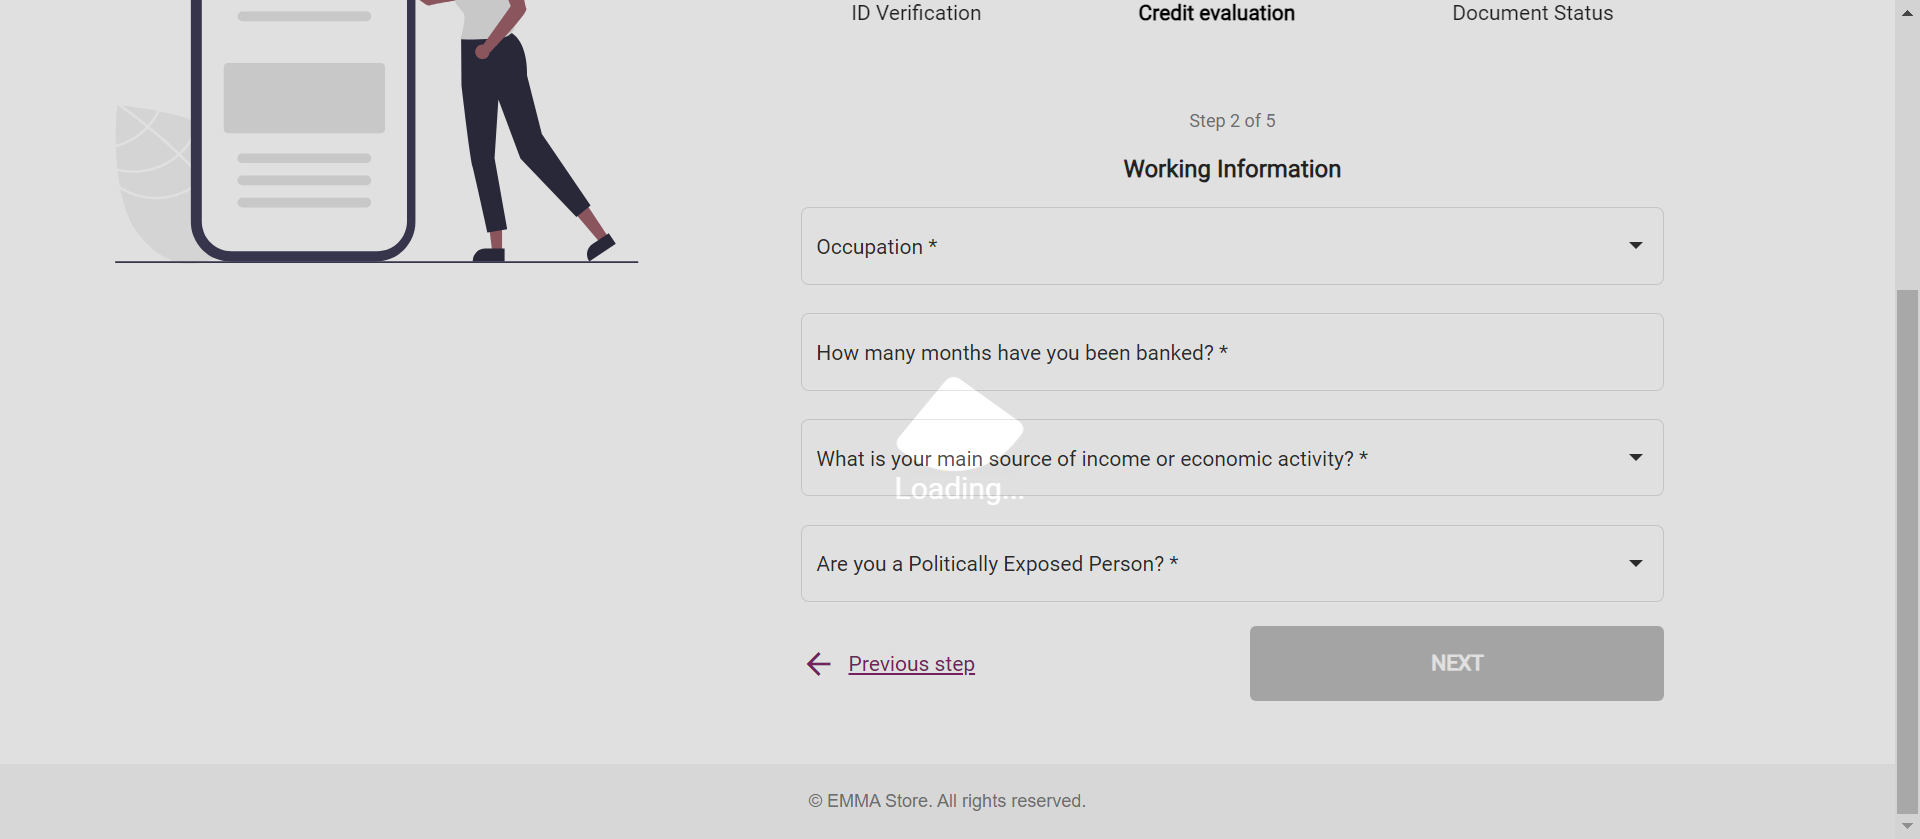 ID Verification
Credit evaluation
Document Status
Step 2 of 5
Working Information
Occupation *
How many months have you been banked? *
What is your main source of income or economic activity? *
Loading...
Are you a Politically Exposed Person? *
Previous step
NEXT
© EMMA Store. All rights reserved.